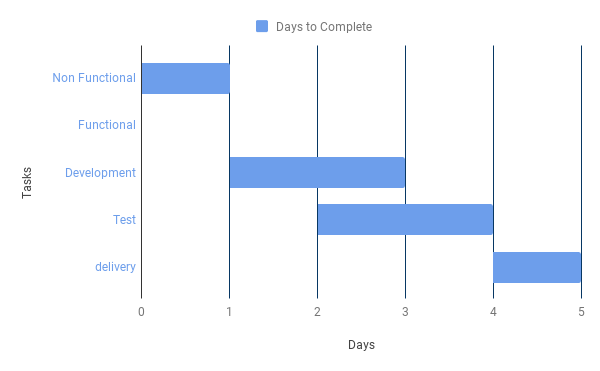 Days to Complete
Non Functional
Functional
Development
Test
delivery
Tasks
0 1 2 3 4 5
Days